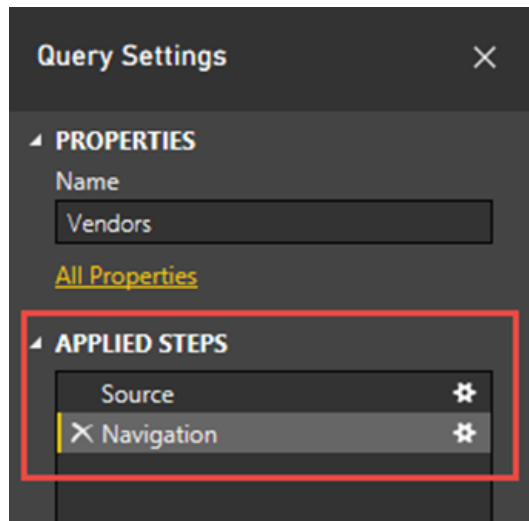 Query Settings
PROPERTIES
Name
Vendors
All Properties
APPLIED STEPS
Source
Navigation